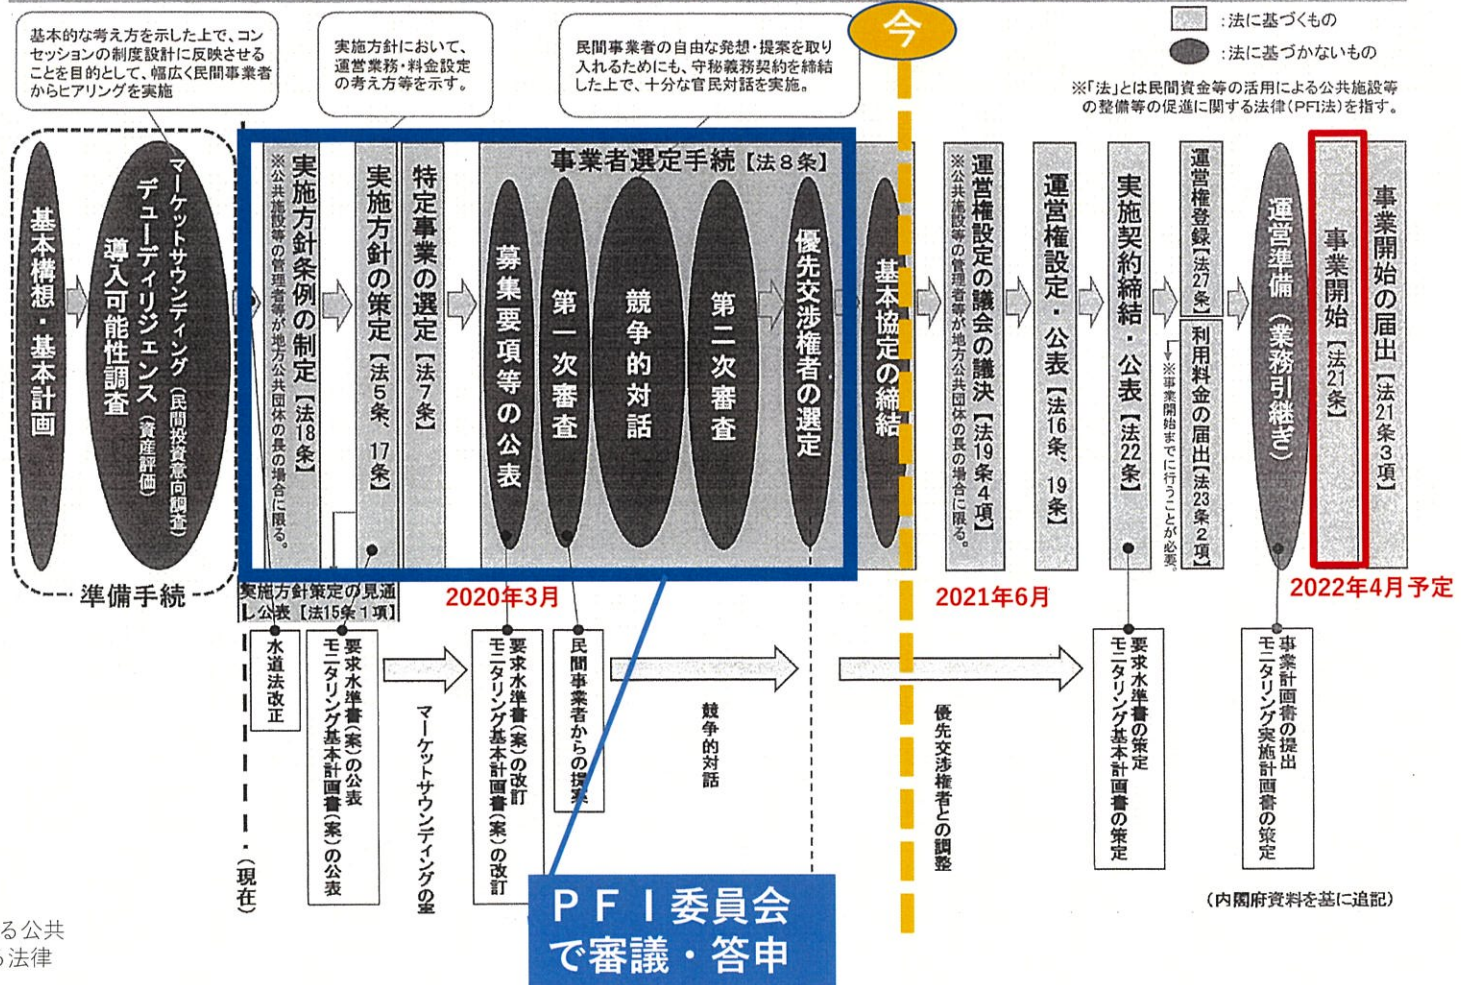 基本的な考え方を示した上で、コン
セッションの制度設計に反映させる
ことを目的として、幅広く民間事業者
からヒアリングを実施
実施方針において、
運営業務・料金設定
の考え方等を示す。
民間事業者の自由な発想・提案を取り
入れるためにも、守秘義務契約を締結
した上で、十分な官民対話を実施。
今
:法に基づくもの
:法に基づかないもの
※「法」とは民間資金等の活用による公共施設等
の整備等の促進に関する法律(PFI法)を指す。
基本構想・基本計画
マーケットサウンディング(民間投資意向調査)
デューディリジェンス(資産評価)
導入可能性調査
準備手続
実施方針条例の制定【法18条】
※公共施設等の管理者等が地方公共団体の長の場合に限る。
実施方針の策定【法5条、17条】
特定事業の選定【法7条】
事業者選定手続【法8条】
募集要項等の公表
第一次審査
競争的対話
第二次審査
優先交渉権者の選定
基本協定の締結
運営権設定の議会の議決【法19条4項】
※公共施設等の管理者等が地方公共団体の長の場合に限る。
運営権設定・公表【法16条、19条】
実施契約締結・公表【法22条】
運営権登録【法27条】
利用料金の届出【法23条2項】
※事業開始までに行うことが必要。
運営準備(業務引継ぎ)
事業開始【法21条】
事業開始の届出【法21条3項】
実施方針策定の見通
し公表【法15条1項】
2020年3月
2021年6月
2022年4月予定
水道法改正
要求水準書(案)の公表
モニタリング基本計画書(案)の公表
マーケットサウンディングの実
要求水準書(案)の改訂
モニタリング基本計画書(案)の改訂
民間事業者からの提案
競争的対話
優先交渉権者との調整
要求水準書の策定
モニタリング基本計画書の策定
事業計画書の提出
モニタリング実施計画書の策定
(現在)
(内閣府資料を基に追記)
PFI委員会
で審議・答申
る公共
る法律